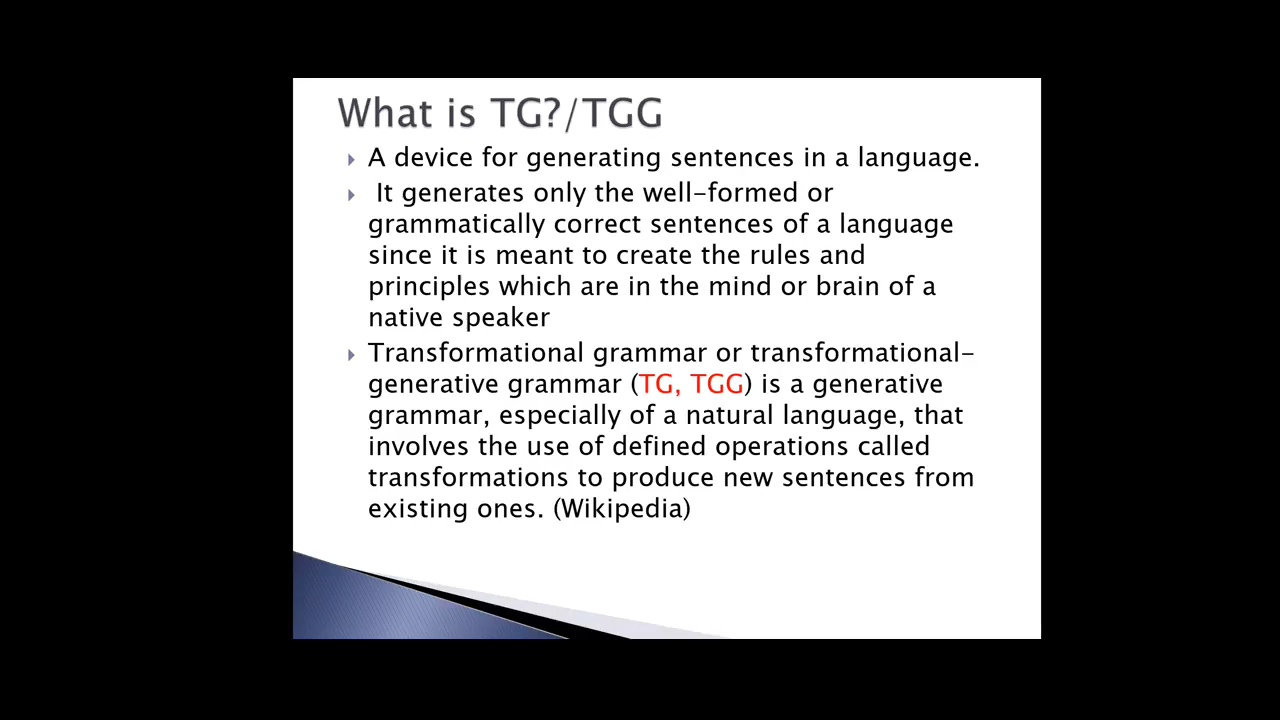 What is TG?/TGG
A device for generating sentences in a language.
It generates only the well-formed or
grammatically correct sentences of a language
since it is meant to create the rules and
principles which are in the mind or brain of a
native speaker
Transformational grammar or transformational-
generative grammar (TG, TGG) is a generative
grammar, especially of a natural language, that
involves the use of defined operations called
transformations to produce new sentences from
existing ones. (Wikipedia)